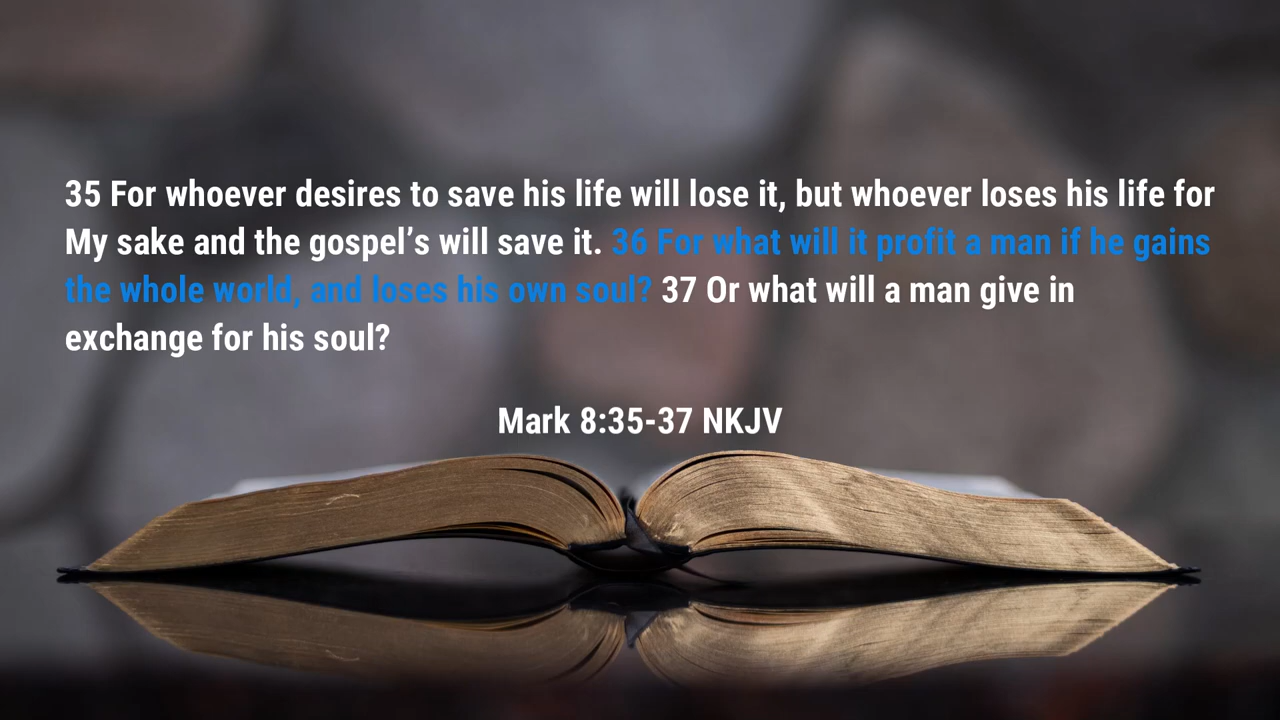 35 For whoever desires to save his life will lose it, but whoever loses his life for
My sake and the gospel’s will save it. 36 For what will it profit a man if he gains
the whole world, and loses his own soul? 37 Or what will a man give in
exchange for his soul?
Mark 8:35-37 NKJV